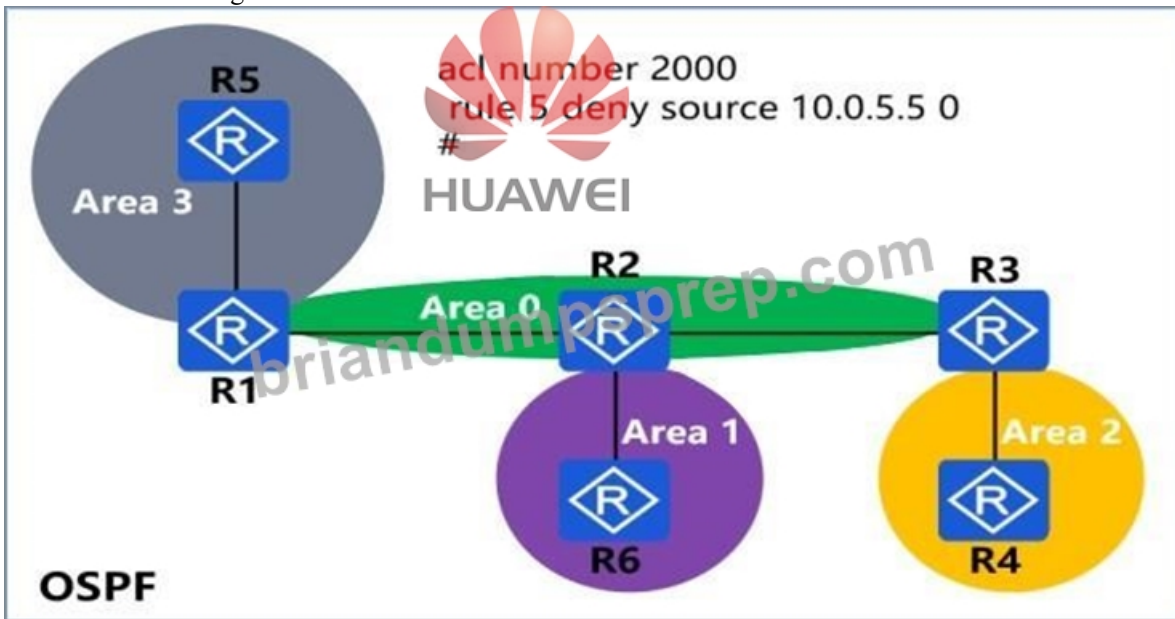 R5
acl number 2000
rule 5 deny source 10.0.5.5 0
#
HUAWEI
Area 3
R2
R3
Area 0
R1
briandumpsprep.com
Area 1
Area 2
R6
R4
OSPF
R
R
R
R
R
R